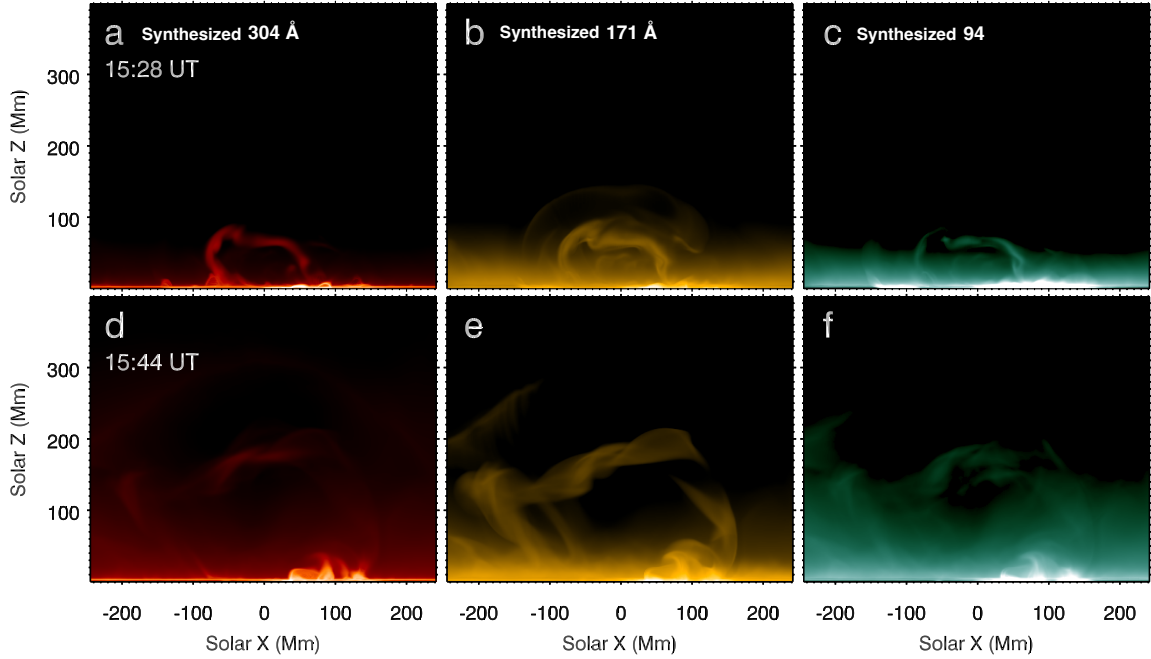 a Synthesized 304 Å
15:28 UT
b Synthesized 171 Å
c Synthesized 94
Solar Z (Mm)
300
200
100
d
15:44 UT
e
f
Solar Z (Mm)
300
200
100
-200 -100 0 100 200
-200 -100 0 100 200
-200 -100 0 100 200
Solar X (Mm)
Solar X (Mm)
Solar X (Mm)